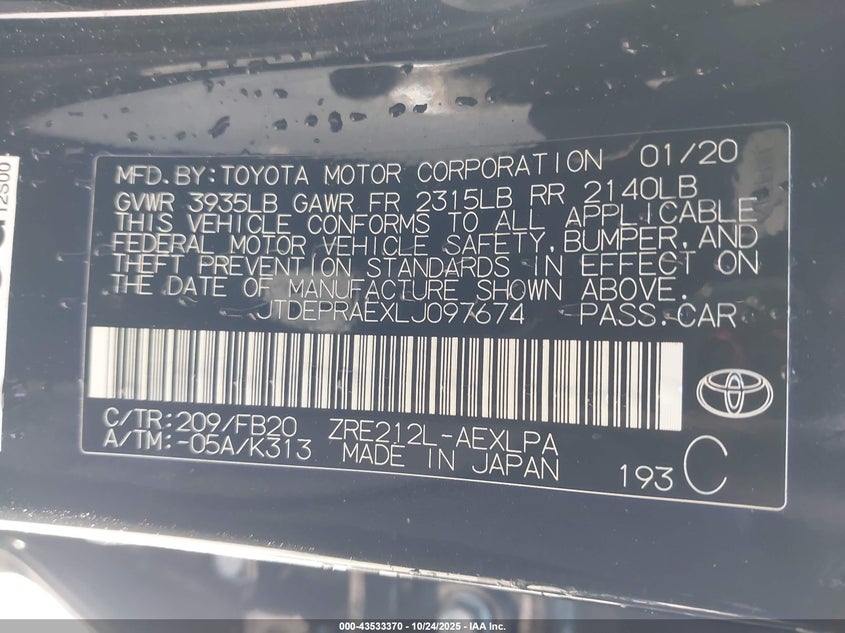 MFD.BY:TOYOTA MOTOR CORPORATION 01/20
GVWR 3935LB GAWR FR 2315LB RR 2140LB
THIS VEHICLE CONFORMS TO ALL APPLICABLE
FEDERAL MOTOR VEHICLE SAFETY,BUMPER,AND
THEFT PREVENTION STANDARDS IN EFFECT ON
THE DATE OF MANUFACTURE SHOWN ABOVE.
JTDEPRAEXLJ097674 PASS.CAR
C/TR:209/FB20 ZRE212L-AEXLPA
A/TM:-05A/K313 MADE IN JAPAN
193 C
000-43533370 | 10/24/2025 | IAA Inc.